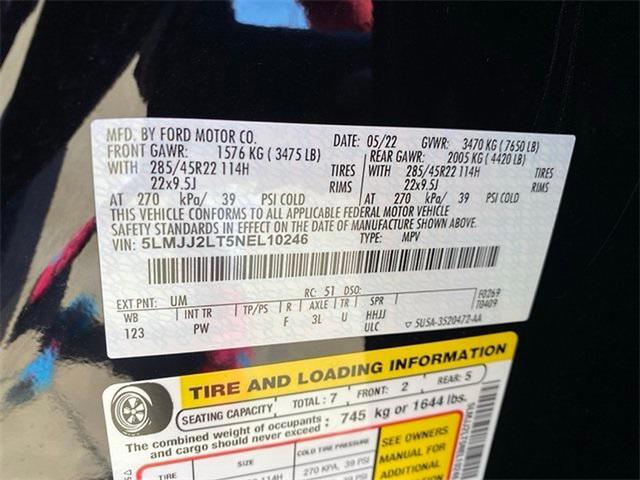 MFD. BY FORD MOTOR CO. DATE: 05/22 GVWR: 3470 KG (7650 LB)
FRONT GAWR: 1576 KG (3475 LB) REAR GAWR: 2005 KG (4420 LB)
WITH 285/45R22 114H TIRES WITH 285/45R22 114H TIRES
22x9.5J RIMS 22x9.5J RIMS
AT 270 kPa/ 39 PSI COLD AT 270 kPa/ 39 PSI COLD
THIS VEHICLE CONFORMS TO ALL APPLICABLE FEDERAL MOTOR VEHICLE
SAFETY STANDARDS IN EFFECT ON THE DATE OF MANUFACTURE SHOWN ABOVE.
VIN: 5LMJJ2LT5NEL10246 TYPE: MPV
EXT PNT: UM RC: 51 DSO: F0269
WB INT TR TP/PS R AXLE TR SPR T0409
123 PW F 3L U HHJJ
ULC 5U5A-3520472-AA
TIRE AND LOADING INFORMATION
SEATING CAPACITY TOTAL: 7 FRONT: 2 REAR: 5
The combined weight of occupants and cargo should never exceed: 745 kg or 1644 lbs.
TIRE SIZE COLD TIRE PRESSURE SEE OWNERS
MANUAL FOR
270 KPA, 39 PSI ADDITIONAL